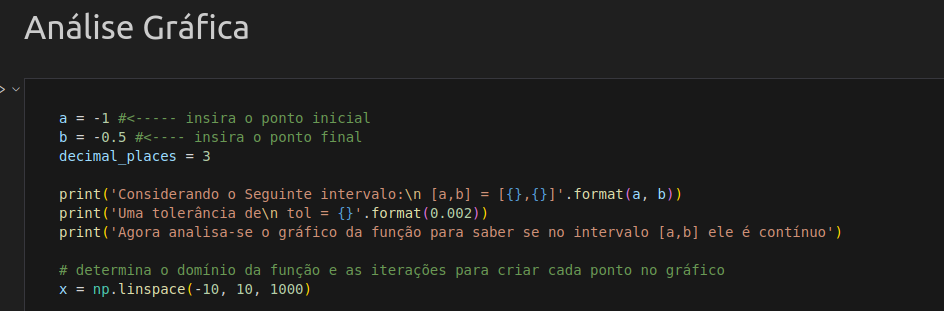 Análise Gráfica
a = -1 #<----- insira o ponto inicial
b = -0.5 #<---- insira o ponto final
decimal_places = 3
print('Considerando o Seguinte intervalo:\n [a,b] = [{},{}]'.format(a, b))
print('Uma tolerância de\n tol = {}'.format(0.002))
print('Agora analisa-se o gráfico da função para saber se no intervalo [a,b] ele é contínuo')
# determina o domínio da função e as iterações para criar cada ponto no gráfico
x = np.linspace(-10, 10, 1000)